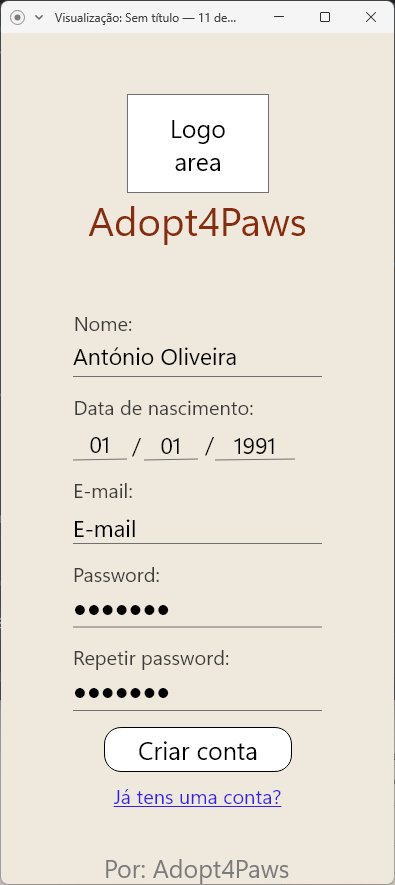 Visualização: Sem título — 11 de...
Logo
area
Adopt4Paws
Nome:
António Oliveira
Data de nascimento:
01 / 01 / 1991
E-mail:
E-mail
Password:
●●●●●●●
Repetir password:
●●●●●●●
Criar conta
Já tens uma conta?
Por: Adopt4Paws